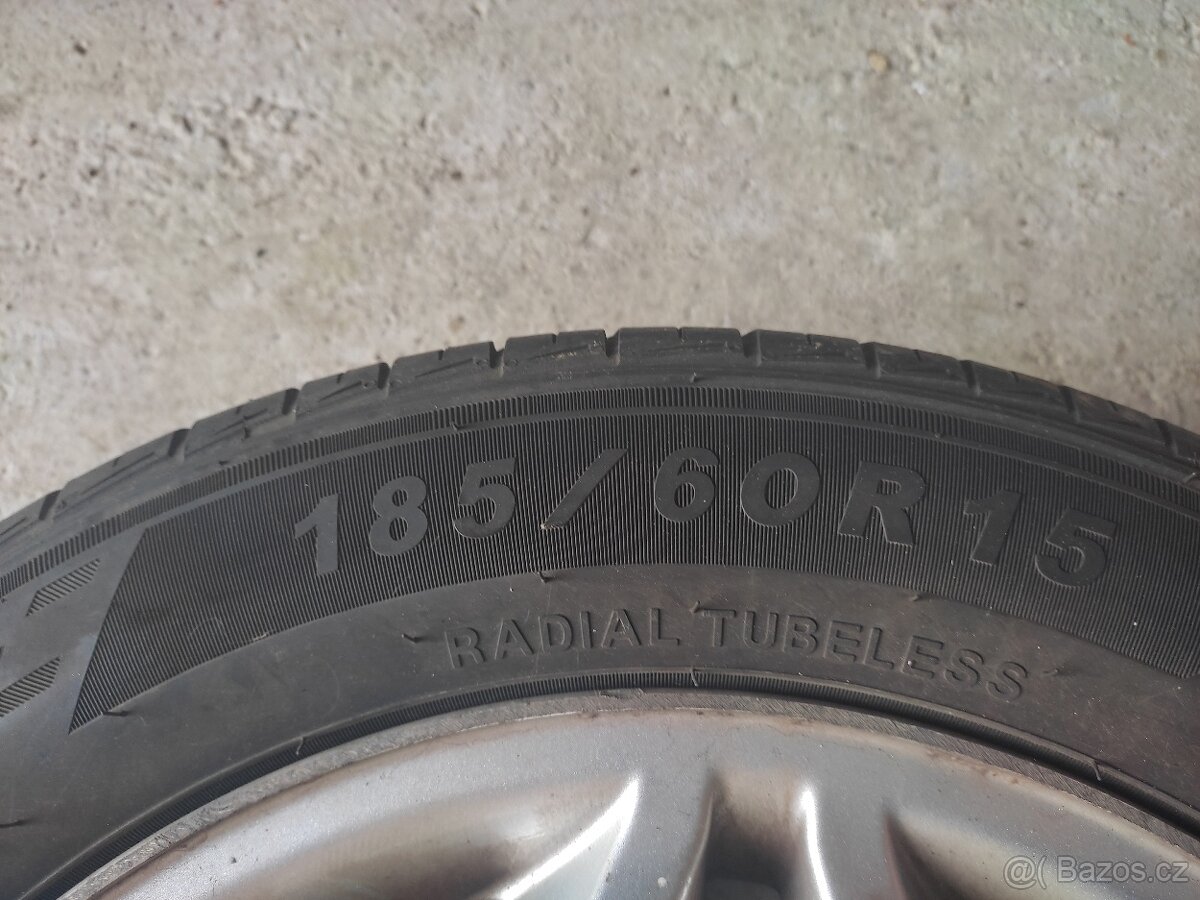 185/60R15
RADIAL TUBELESS
@( Bazos.cz